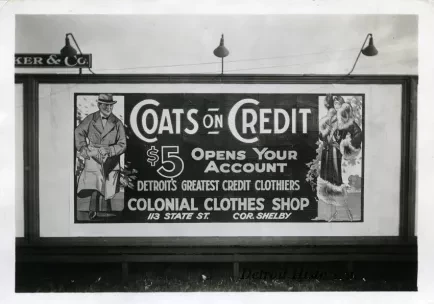 KER & CO.
COATS ON CREDIT
$5 OPENS YOUR
ACCOUNT
DETROIT'S GREATEST CREDIT CLOTHIERS
COLONIAL CLOTHES SHOP
113 STATE ST. COR. SHELBY